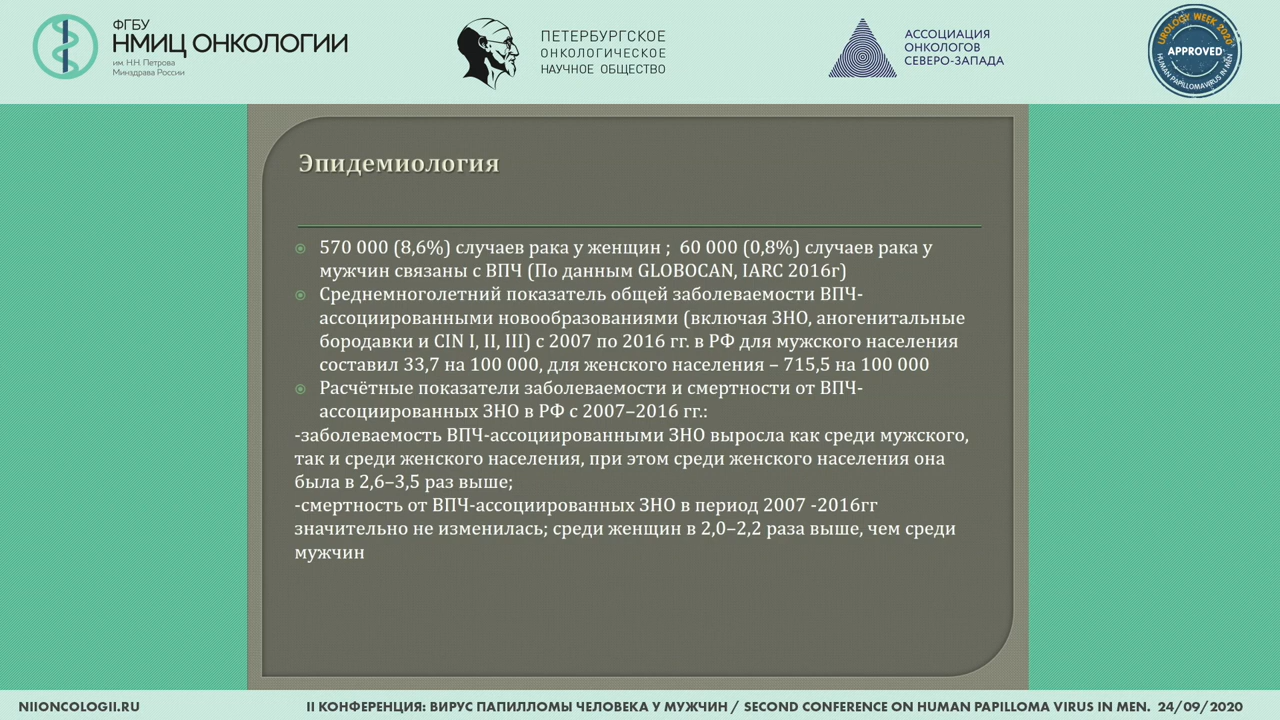 ФГБУ
НМИЦ ОНКОЛОГИИ
им. Н.Н. Петрова
Минздрава России
ПЕТЕРБУРГСКОЕ
ОНКОЛОГИЧЕСКОЕ
НАУЧНОЕ ОБЩЕСТВО
АССОЦИАЦИЯ
ОНКОЛОГОВ
СЕВЕРО-ЗАПАДА
UROLOGY WEEK 2020
APPROVED
HUMAN PAPILLOMAVIRUS IN MEN
Эпидемиология
570 000 (8,6%) случаев рака у женщин ; 60 000 (0,8%) случаев рака у
мужчин связаны с ВПЧ (По данным GLOBOCAN, IARC 2016г)
Среднемноголетний показатель общей заболеваемости ВПЧ-
ассоциированными новообразованиями (включая ЗНО, аногенитальные
бородавки и CIN I, II, III) с 2007 по 2016 гг. в РФ для мужского населения
составил 33,7 на 100 000, для женского населения – 715,5 на 100 000
Расчётные показатели заболеваемости и смертности от ВПЧ-
ассоциированных ЗНО в РФ с 2007–2016 гг.:
-заболеваемость ВПЧ-ассоциированными ЗНО выросла как среди мужского,
так и среди женского населения, при этом среди женского населения она
была в 2,6–3,5 раз выше;
-смертность от ВПЧ-ассоциированных ЗНО в период 2007 -2016гг
значительно не изменилась; среди женщин в 2,0–2,2 раза выше, чем среди
мужчин
NIIONCOLOGII.RU
II КОНФЕРЕНЦИЯ: ВИРУС ПАПИЛЛОМЫ ЧЕЛОВЕКА У МУЖЧИН / SECOND CONFERENCE ON HUMAN PAPILLOMA VIRUS IN MEN. 24/09/2020